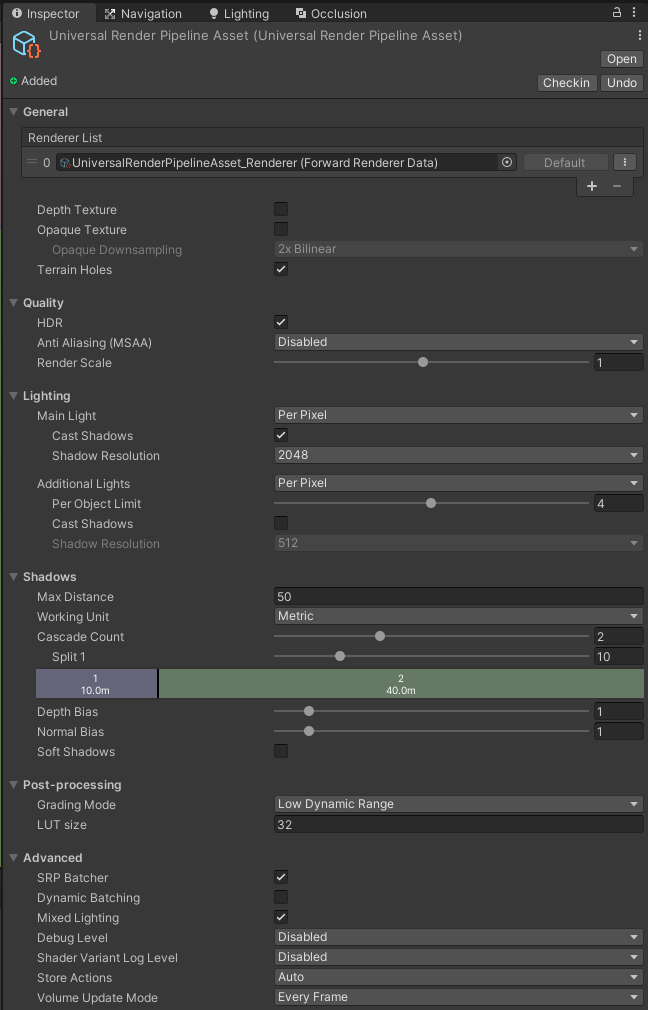 Inspector Navigation Lighting Occlusion
Universal Render Pipeline Asset (Universal Render Pipeline Asset)
Open
Added Checkin Undo
General
Renderer List
0 UniversalRenderPipelineAsset_Renderer (Forward Renderer Data) Default
Depth Texture
Opaque Texture
Opaque Downsampling 2x Bilinear
Terrain Holes
Quality
HDR
Anti Aliasing (MSAA) Disabled
Render Scale 1
Lighting
Main Light Per Pixel
Cast Shadows
Shadow Resolution 2048
Additional Lights Per Pixel
Per Object Limit 4
Cast Shadows
Shadow Resolution 512
Shadows
Max Distance 50
Working Unit Metric
Cascade Count 2
Split 1 10
1 2
10.0m 40.0m
Depth Bias 1
Normal Bias 1
Soft Shadows
Post-processing
Grading Mode Low Dynamic Range
LUT size 32
Advanced
SRP Batcher
Dynamic Batching
Mixed Lighting
Debug Level Disabled
Shader Variant Log Level Disabled
Store Actions Auto
Volume Update Mode Every Frame